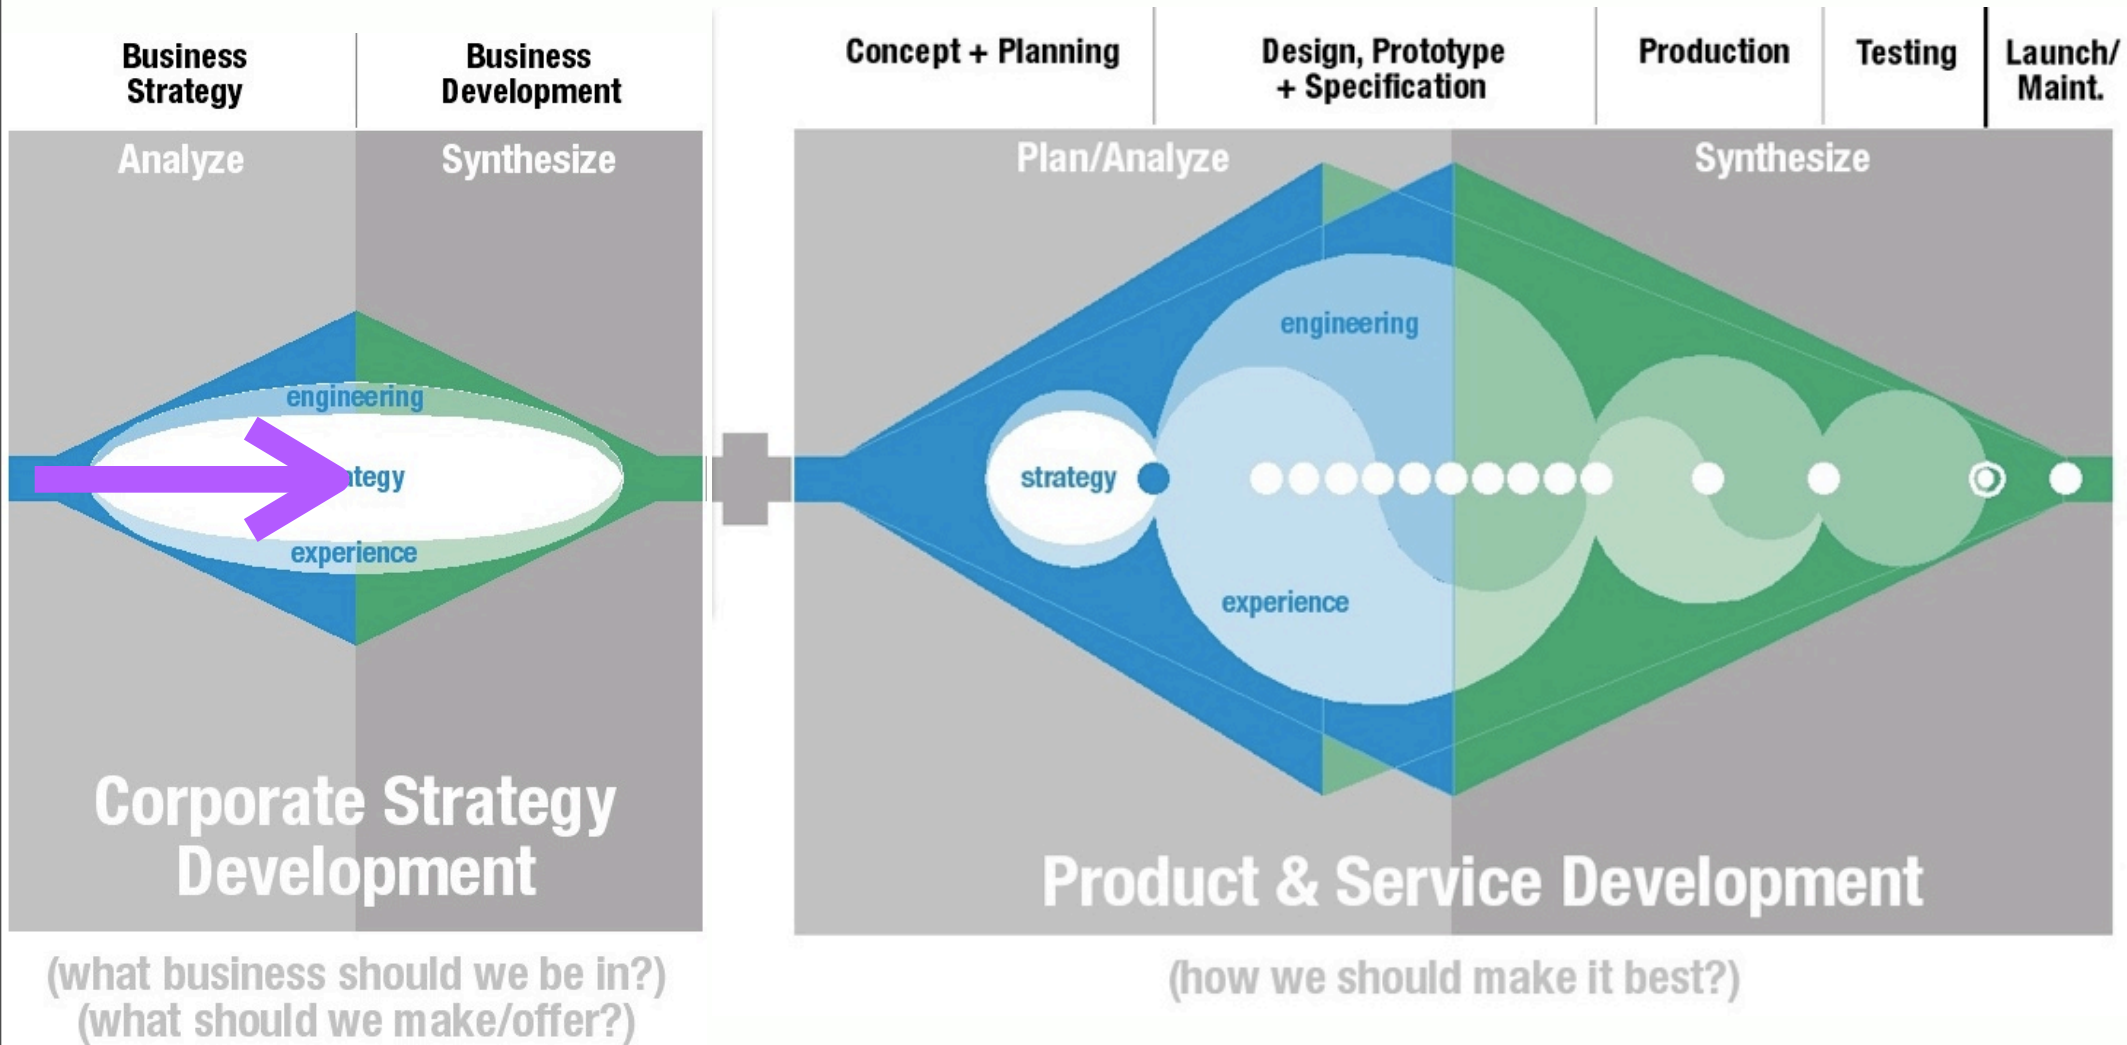 Business
Strategy
Business
Development
Analyze
Synthesize
engineering
tegy
experience
Corporate Strategy
Development
(what business should we be in?)
(what should we make/offer?)
Concept + Planning
Design, Prototype
+ Specification
Production
Testing
Launch/
Maint.
Plan/Analyze
Synthesize
engineering
strategy
experience
Product & Service Development
(how we should make it best?)